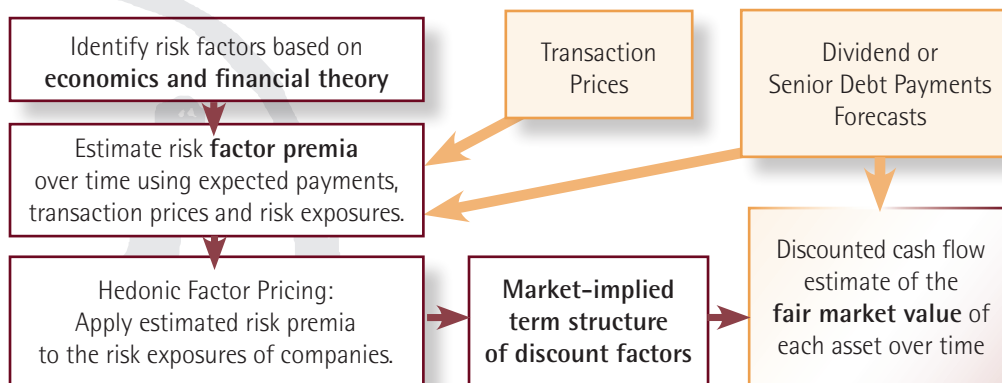 Identify risk factors based on
economics and financial theory
Transaction
Prices
Dividend or
Senior Debt Payments
Forecasts
Estimate risk factor premia
over time using expected payments,
transaction prices and risk exposures.
Hedonic Factor Pricing:
Apply estimated risk premia
to the risk exposures of companies.
Market-implied
term structure
of discount factors
Discounted cash flow
estimate of the
fair market value of
each asset over time